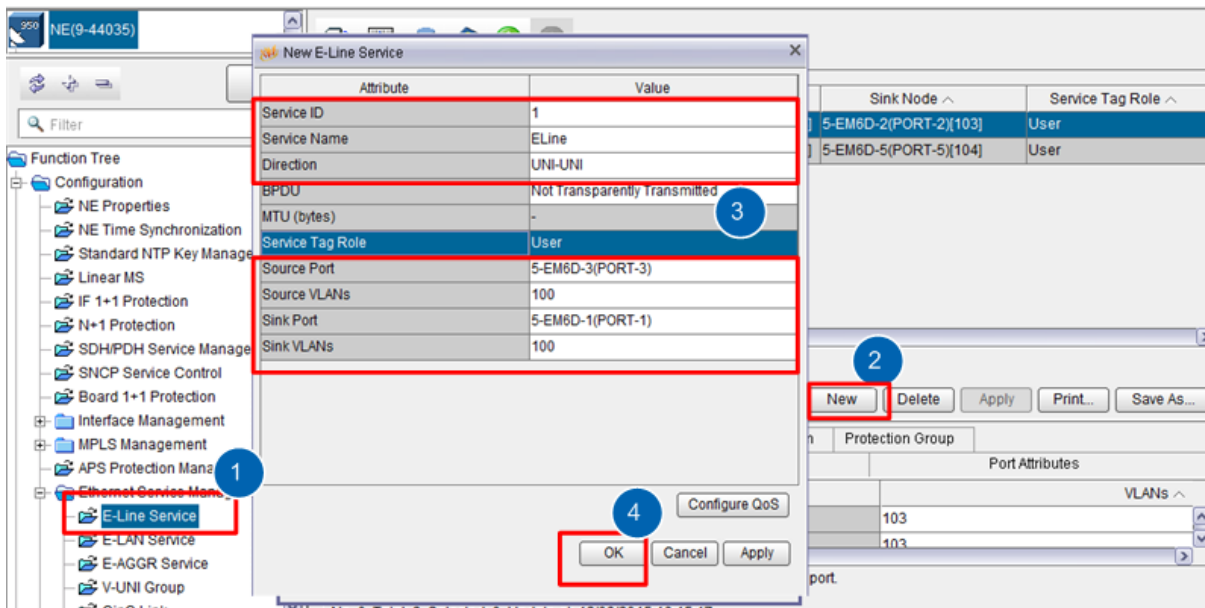 950
NE(9-44035)
New E-Line Service
Filter
Function Tree
Configuration
NE Properties
NE Time Synchronization
Standard NTP Key Manage
Linear MS
IF 1+1 Protection
N+1 Protection
SDH/PDH Service Manage
SNCP Service Control
Board 1+1 Protection
Interface Management
MPLS Management
APS Protection Mana
1
Ethernet Service Manag
E-Line Service
E-LAN Service
E-AGGR Service
V-UNI Group
Attribute Value
Service ID 1
Service Name ELine
Direction UNI-UNI
BPDU Not Transparently Transmitted
3
MTU (bytes) -
Service Tag Role User
Source Port 5-EM6D-3(PORT-3)
Source VLANs 100
Sink Port 5-EM6D-1(PORT-1)
Sink VLANs 100
Configure QoS
4
OK Cancel Apply
Sink Node Service Tag Role
] 5-EM6D-2(PORT-2)[103] User
] 5-EM6D-5(PORT-5)[104] User
2
New Delete Apply Print... Save As...
Protection Group
Port Attributes
VLANs
103
103
port.